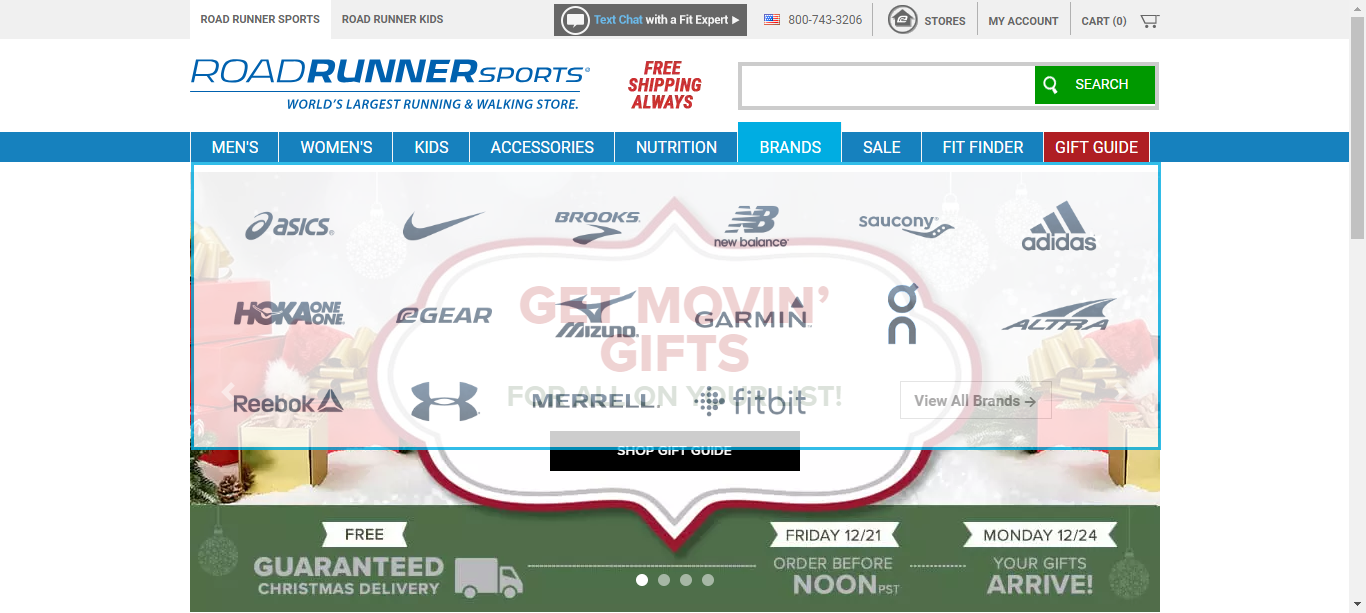 ROAD RUNNER SPORTS
ROAD RUNNER KIDS
Text Chat with a Fit Expert
800-743-3206
STORES
MY ACCOUNT
CART (0)
ROADRUNNERSPORTS®
WORLD'S LARGEST RUNNING & WALKING STORE.
FREE
SHIPPING
ALWAYS
SEARCH
MEN'S
WOMEN'S
KIDS
ACCESSORIES
NUTRITION
BRANDS
SALE
FIT FINDER
GIFT GUIDE
asics
BROOKS
new balance
saucony
adidas
HOKA ONE ONE
GEAR
MIZUNO
GARMIN
on
ALTRA
GET MOVIN'
GIFTS
Reebok
MERRELL
fitbit
View All Brands →
FOR ALL ON YOUR LIST!
SHOP GIFT GUIDE
FREE
GUARANTEED
CHRISTMAS DELIVERY
FRIDAY 12/21
ORDER BEFORE
NOON PST
MONDAY 12/24
YOUR GIFTS
ARRIVE!